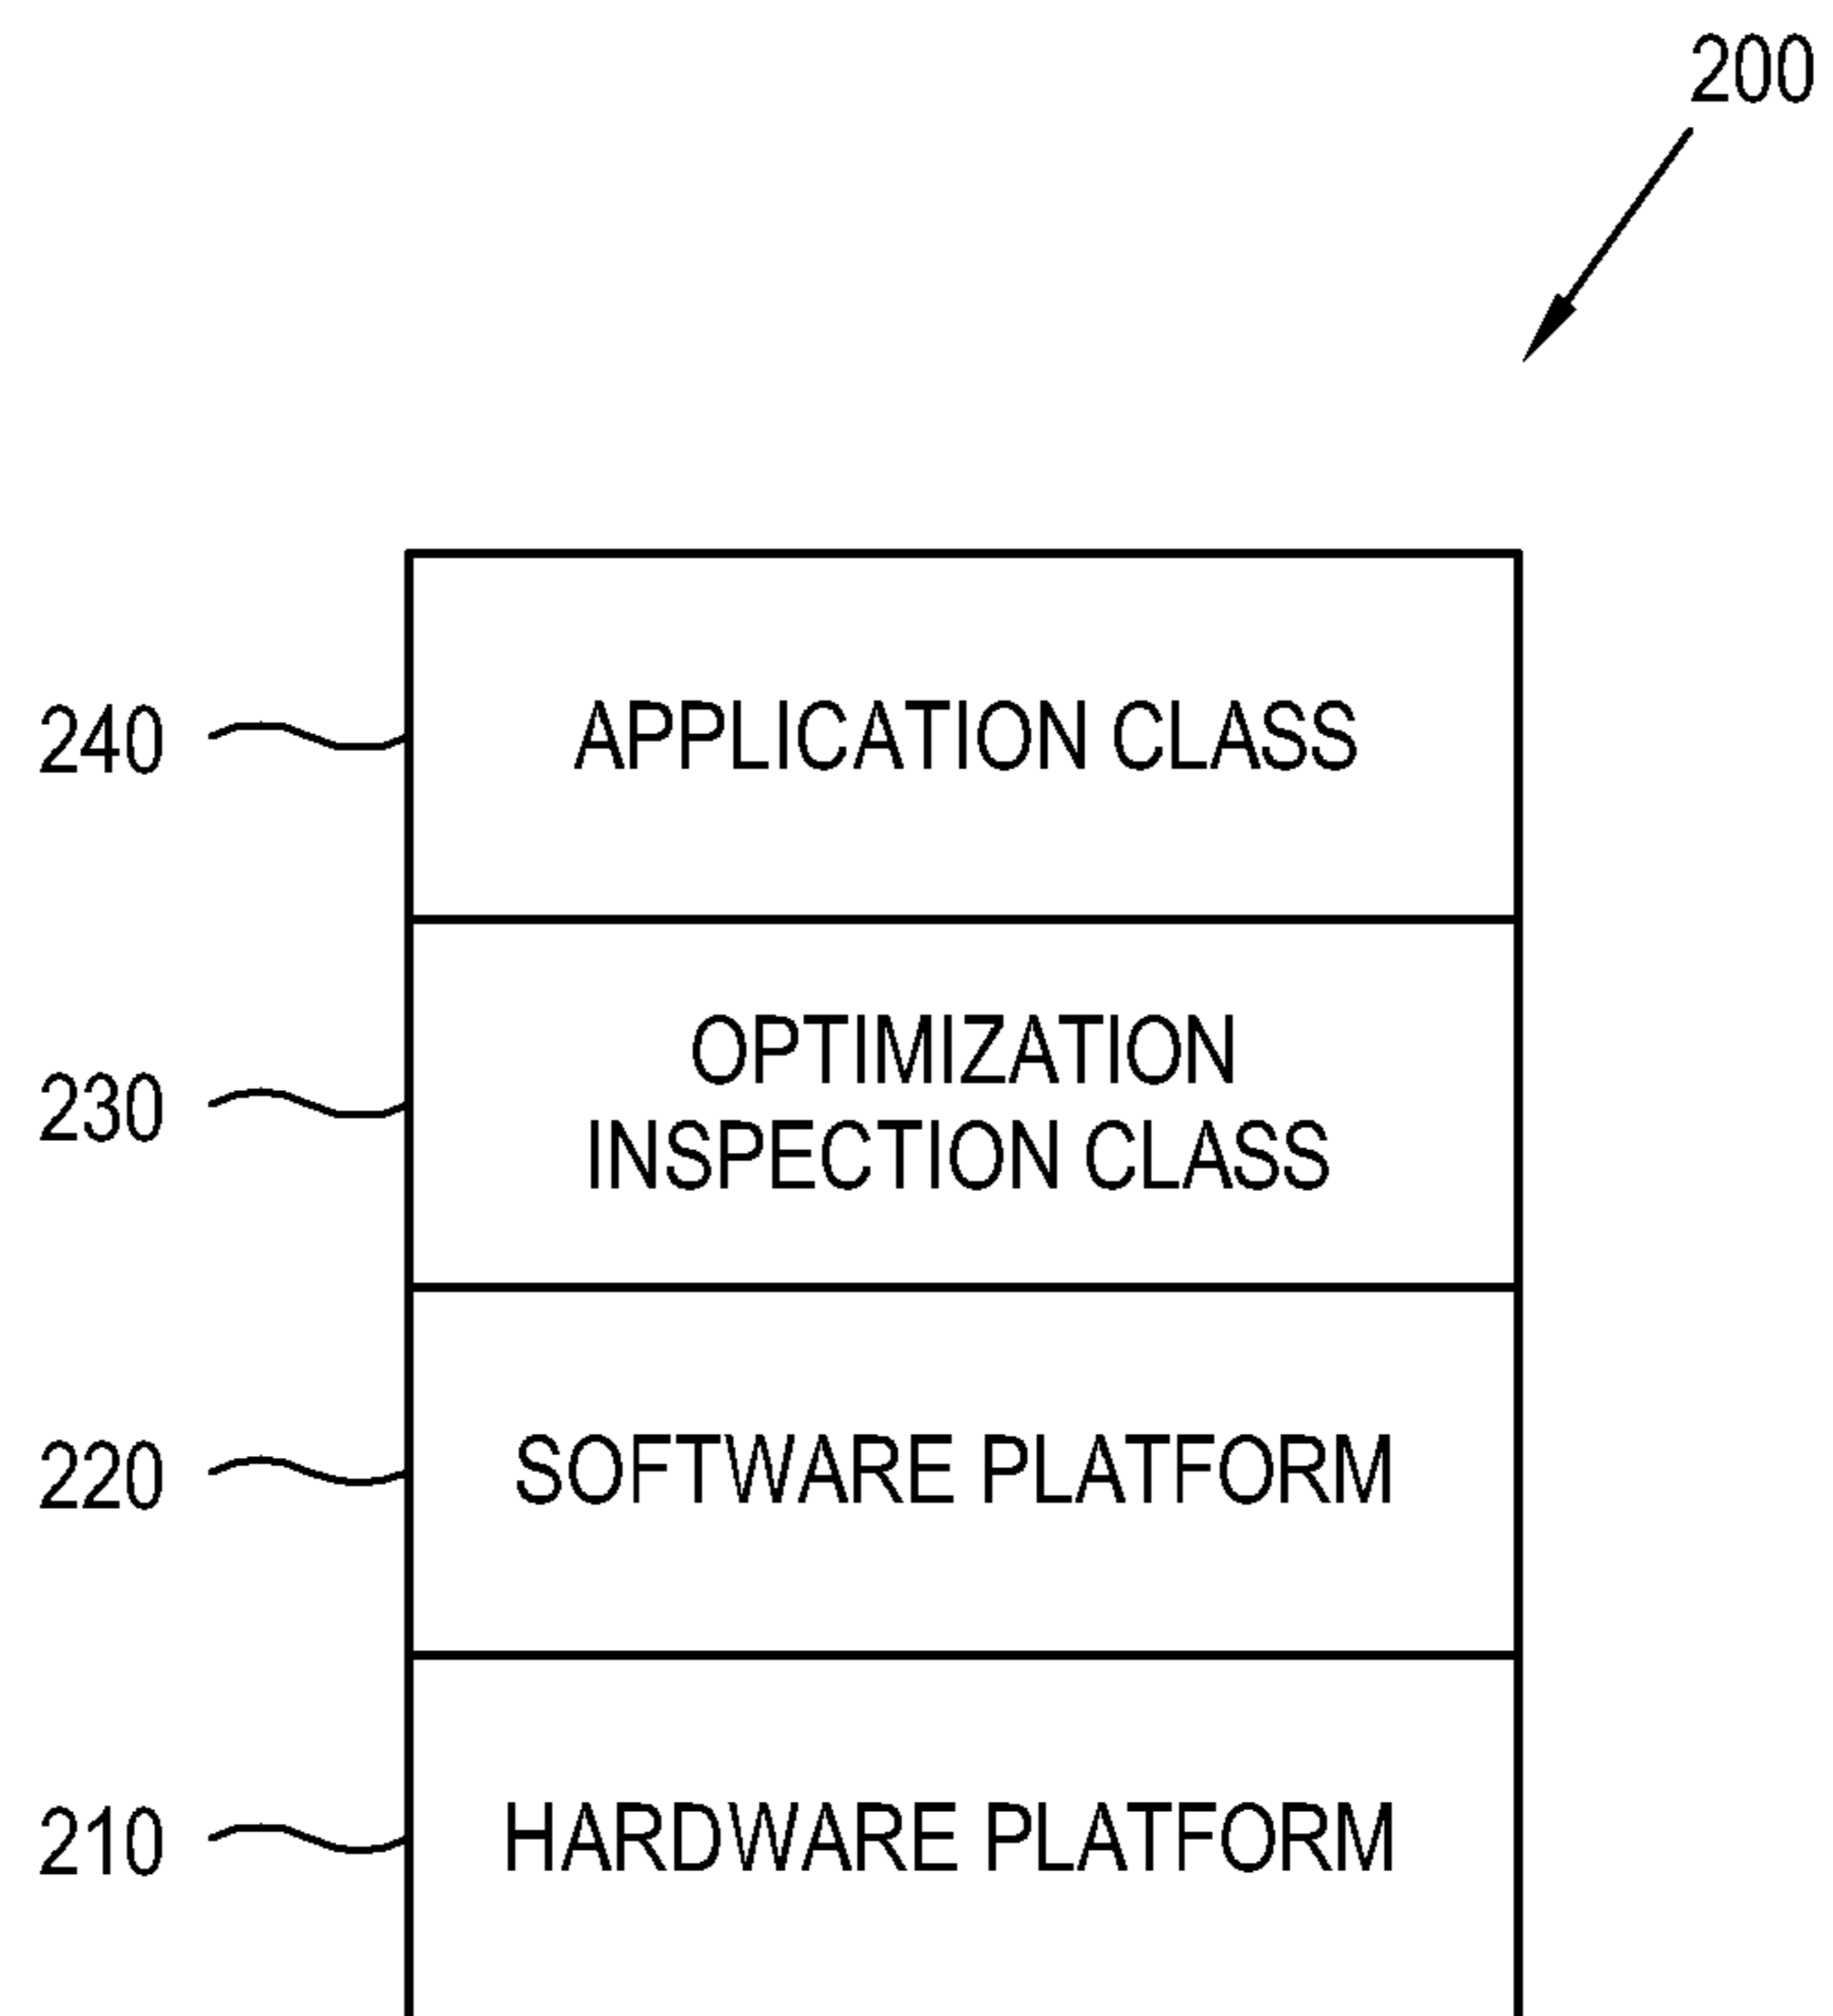 200
240 APPLICATION CLASS
230 OPTIMIZATION
INSPECTION CLASS
220 SOFTWARE PLATFORM
210 HARDWARE PLATFORM